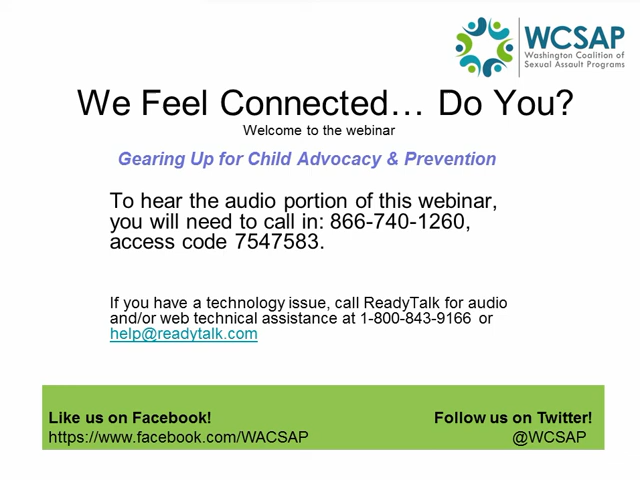 WCSAP
Washington Coalition of
Sexual Assault Programs
We Feel Connected… Do You?
Welcome to the webinar
Gearing Up for Child Advocacy & Prevention
To hear the audio portion of this webinar,
you will need to call in: 866-740-1260,
access code 7547583.
If you have a technology issue, call ReadyTalk for audio
and/or web technical assistance at 1-800-843-9166 or
help@readytalk.com
Like us on Facebook!
https://www.facebook.com/WACSAP
Follow us on Twitter!
@WCSAP